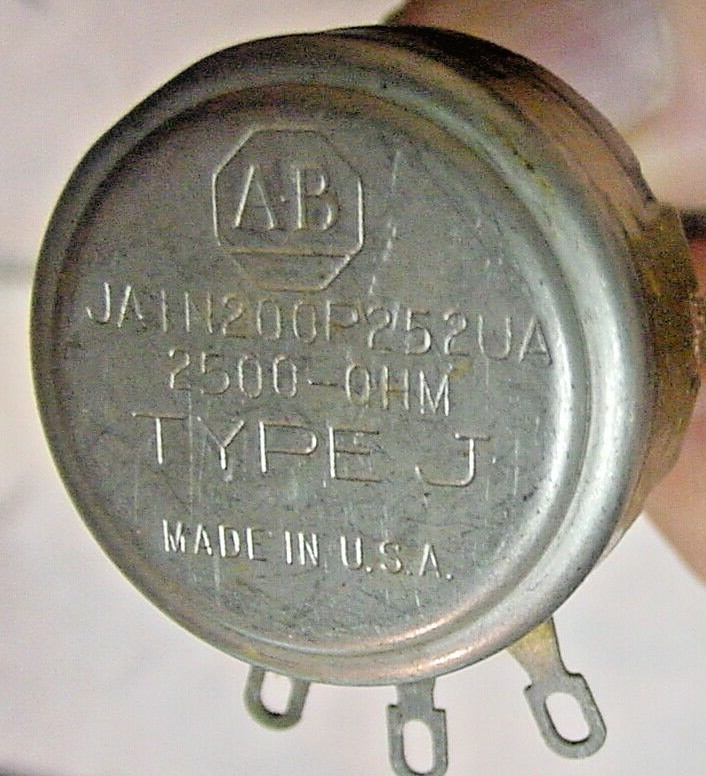 A-B
JA1N200P252UA
2500-OHM
TYPE J
MADE IN U.S.A.